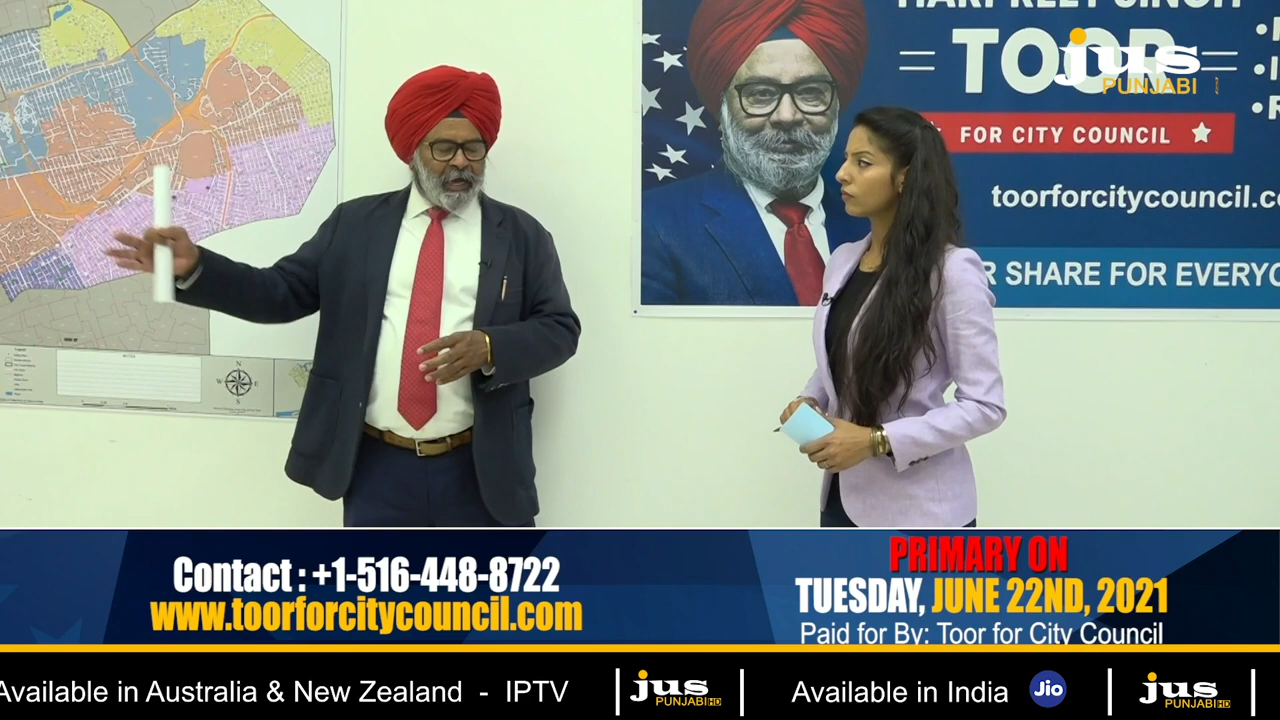 TOOR
jus
PUNJABI
FOR CITY COUNCIL
toorforcitycouncil.c
R SHARE FOR EVERYO
N
W E
S
Contact : +1-516-448-8722
www.toorforcitycouncil.com
PRIMARY ON
TUESDAY, JUNE 22ND, 2021
Paid for By: Toor for City Council
Available in Australia & New Zealand - IPTV
jus
PUNJABI HD
Available in India
Jio
jus
PUNJABI HD